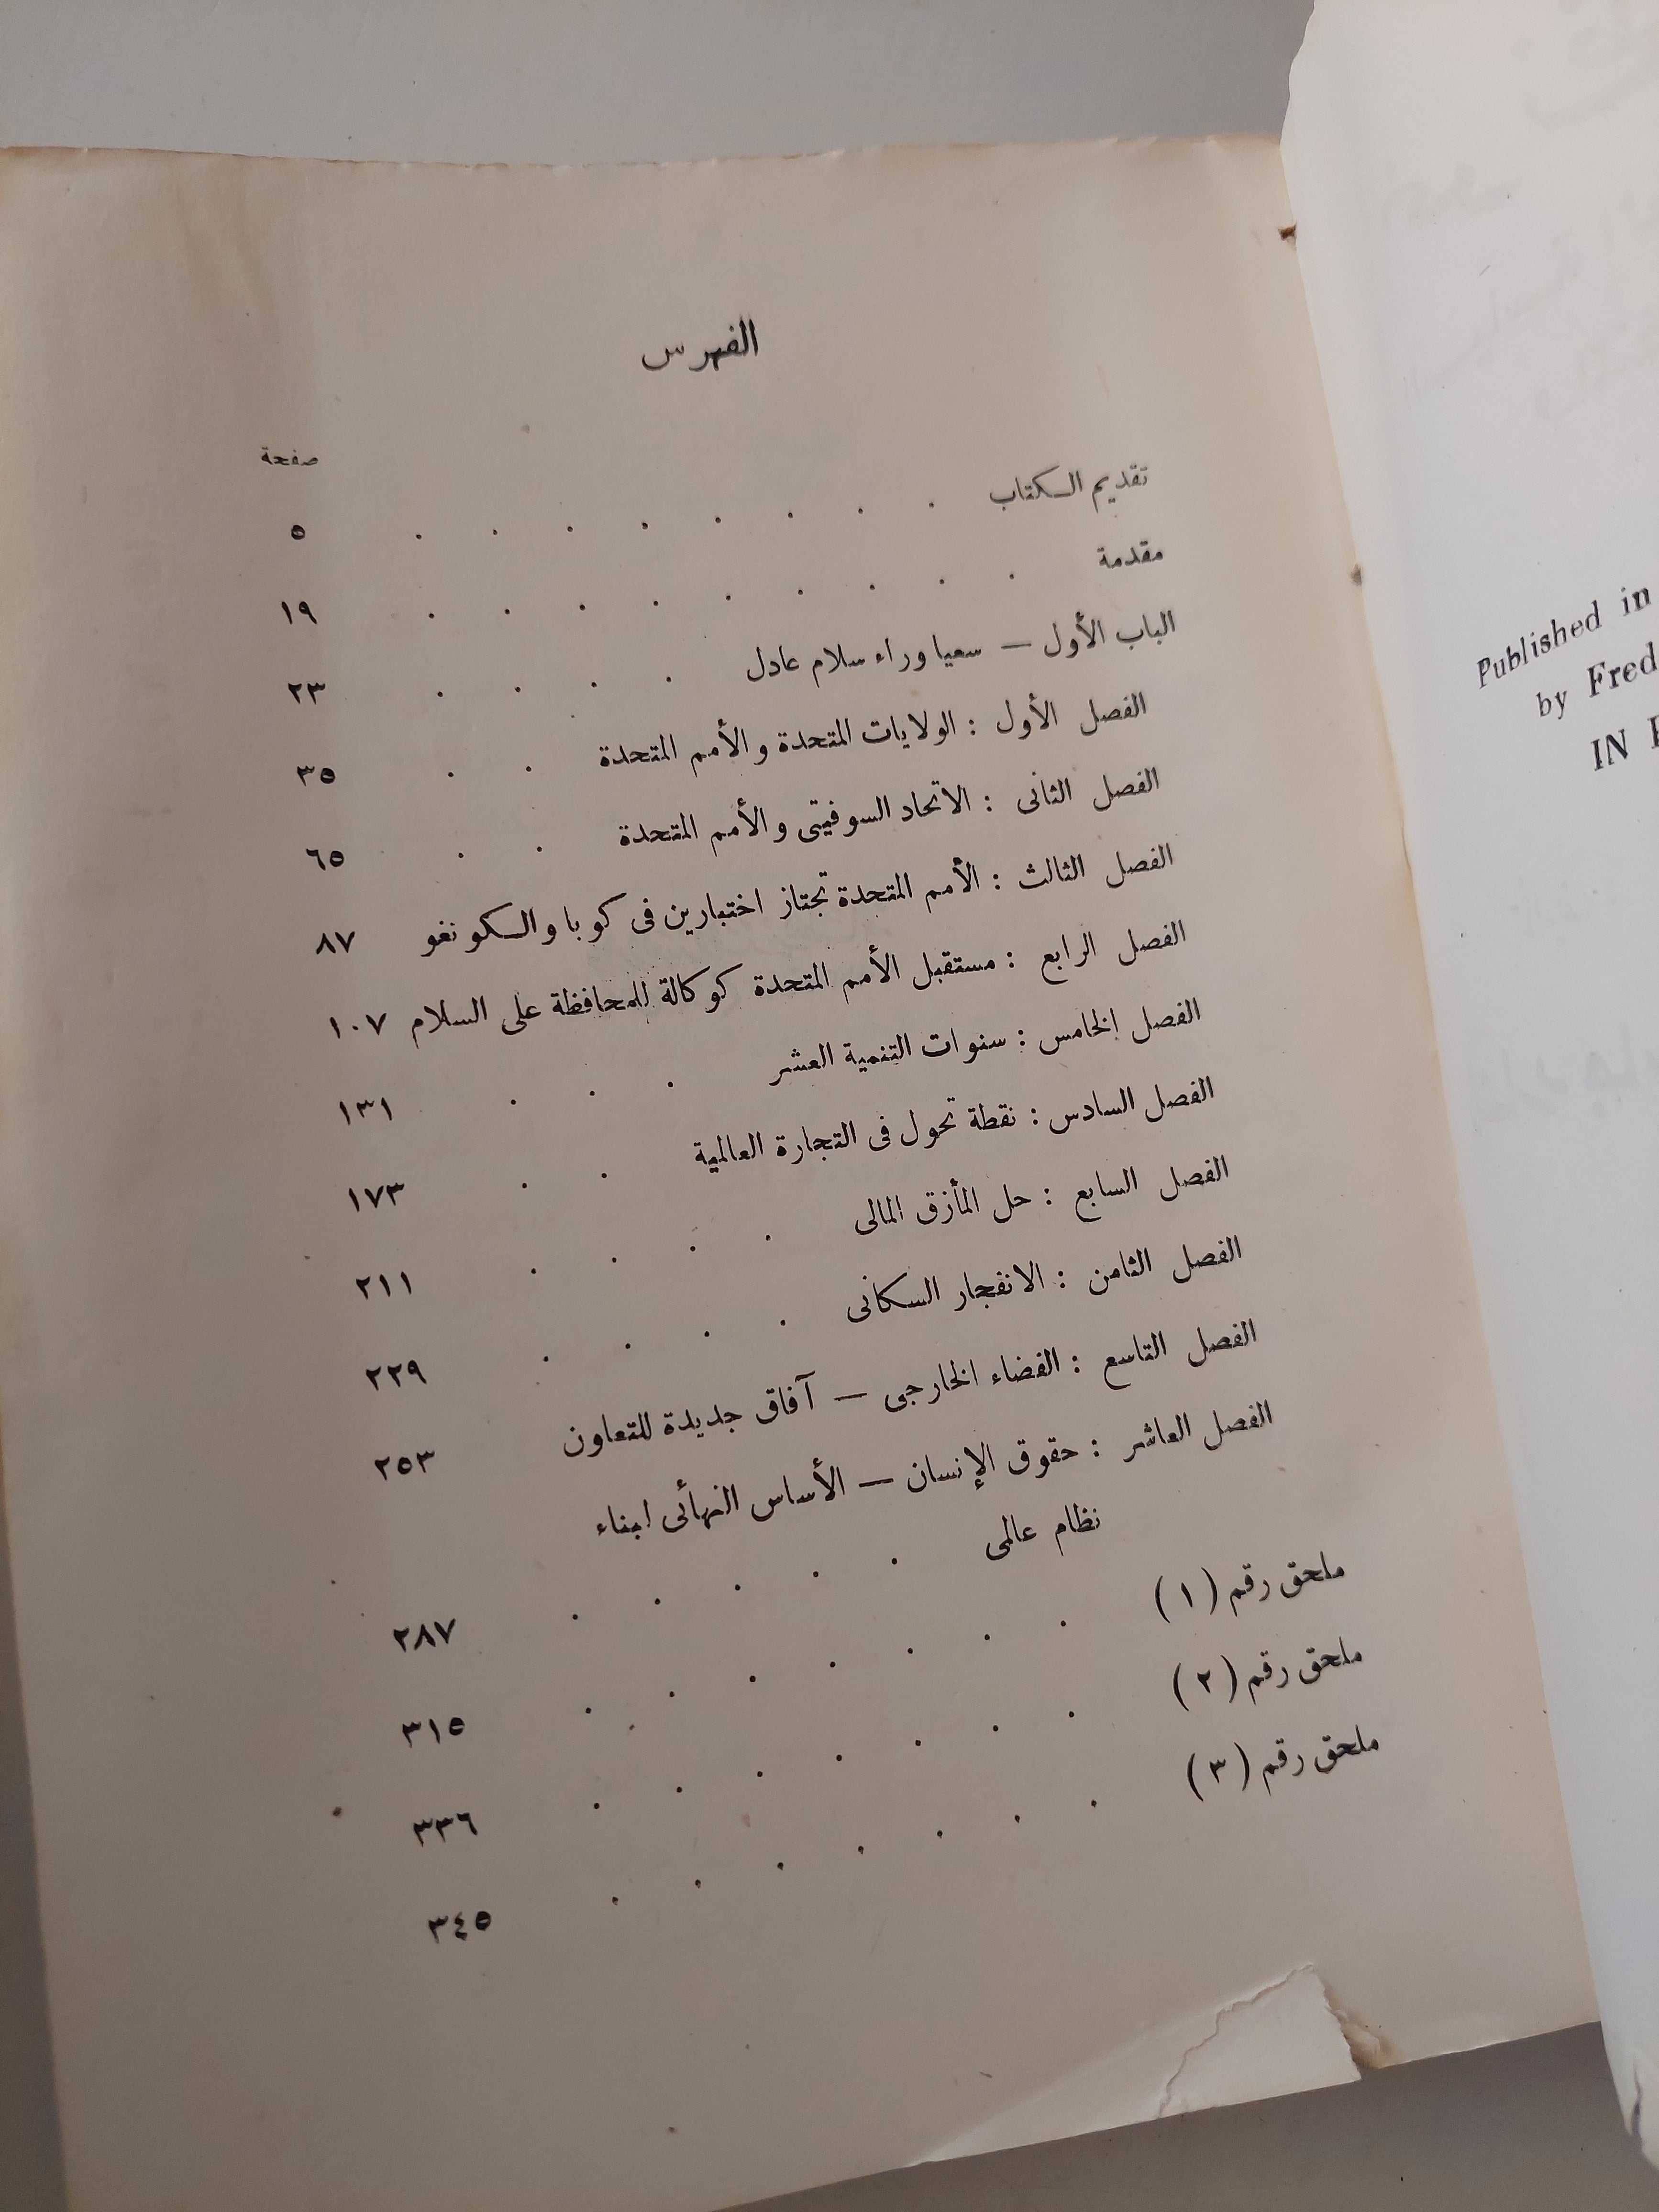 الفهرس
صفحة
تقديم الكتاب . . . . . . . . ٥
مقدمة . . . . . . . . . ١٩
الباب الأول — سعيا وراء سلام عادل . . . . ٢٣
الفصل الأول : الولايات المتحدة والأمم المتحدة . . ٣٥
الفصل الثانى : الاتحاد السوفيتى والأمم المتحدة . . ٦٥
الفصل الثالث : الأمم المتحدة تجتاز اختبارين فى كوبا والكونغو ٨٧
الفصل الرابع : مستقبل الأمم المتحدة كوكالة للمحافظة على السلام ١٠٧
الفصل الخامس : سنوات التنمية العشر . . . ١٣١
الفصل السادس : نقطة تحول فى التجارة العالمية . . ١٧٣
الفصل السابع : حل المأزق المالى . . . . ٢١١
الفصل الثامن : الانفجار السكانى . . . . ٢٢٩
الفصل التاسع : الفضاء الخارجى — آفاق جديدة للتعاون ٢٥٣
الفصل العاشر : حقوق الإنسان — الأساس النهائى لبناء
نظام عالمى . . . . . ٢٨٧
ملحق رقم ( ١ ) . . . . . . . ٣١٥
ملحق رقم ( ٢ ) . . . . . . . ٣٣٦
ملحق رقم ( ٣ ) . . . . . . . ٣٤٥
Published in
by Fred
IN